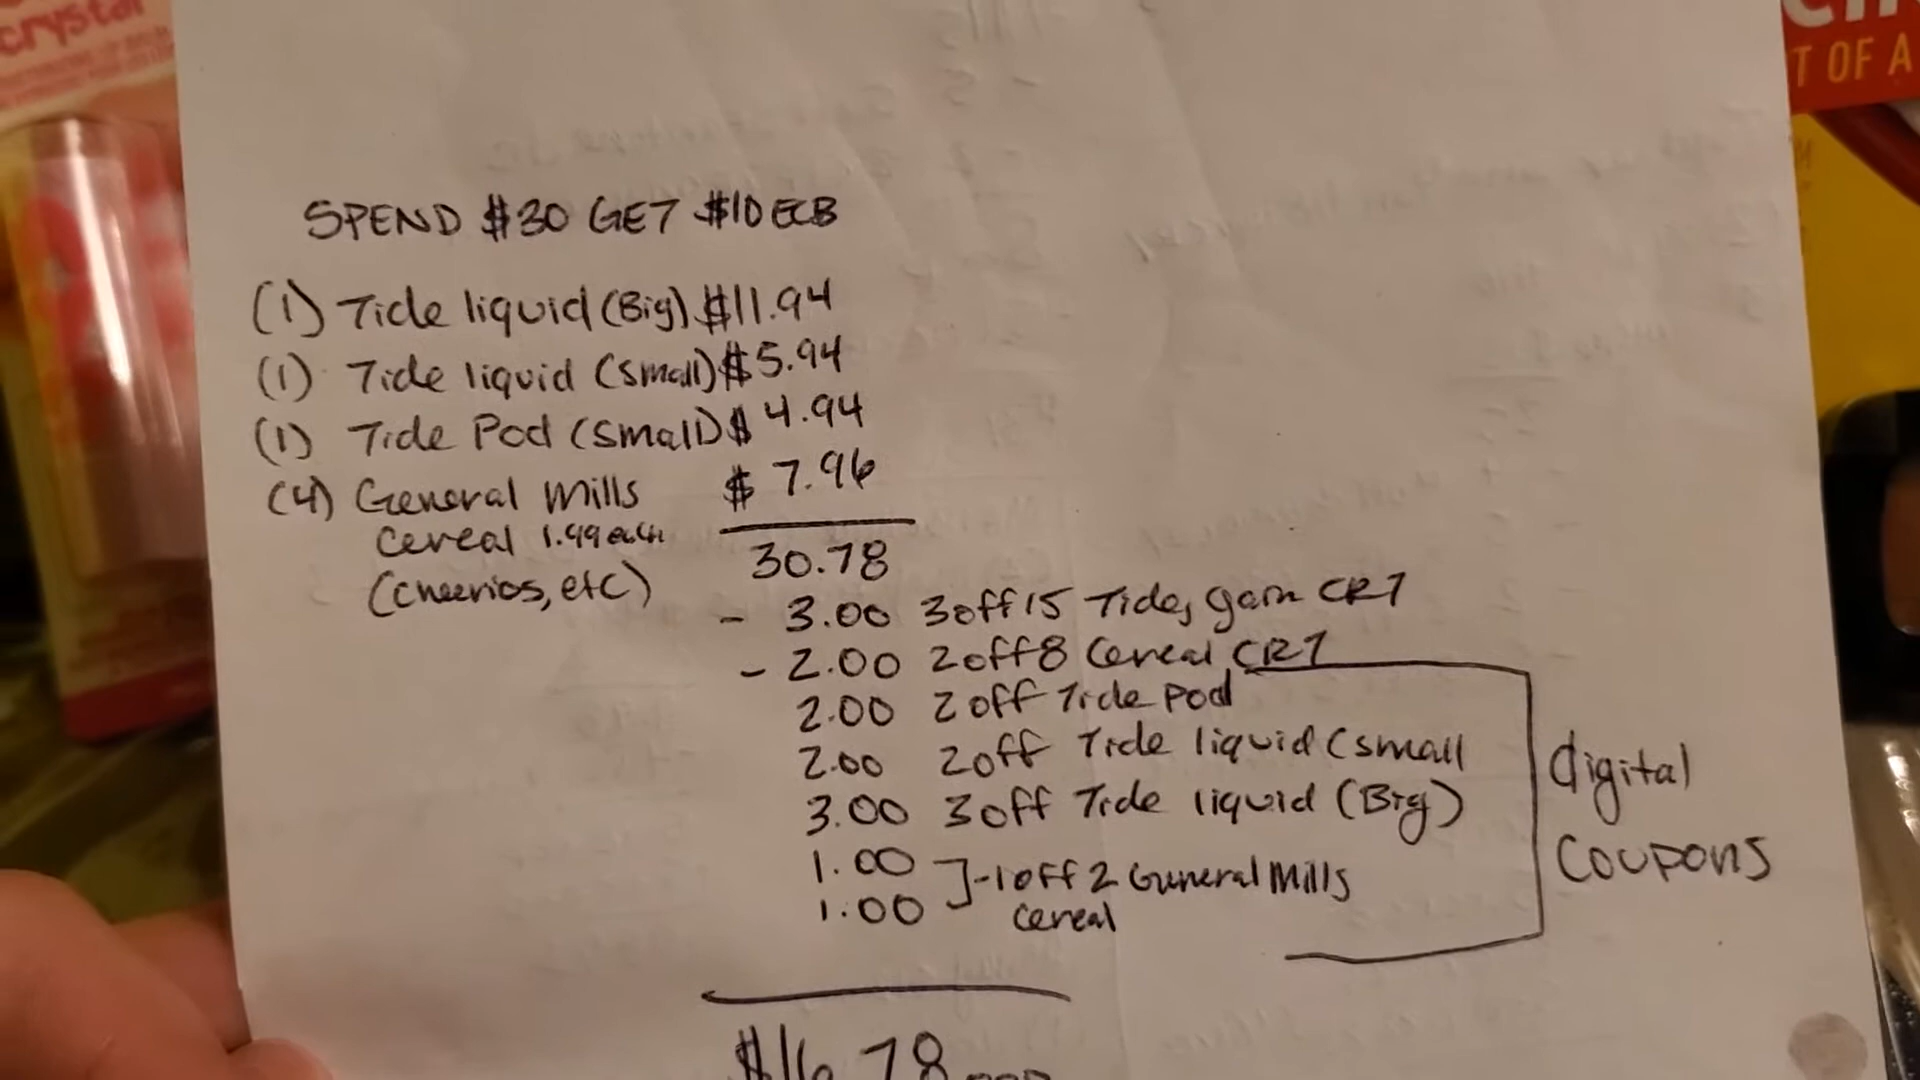 crystal
T OF A
SPEND $30 GET $10 ECB
(1) Tide liquid (Big) $11.94
(1) Tide liquid (small) $5.94
(1) Tide Pod (small) $ 4.94
(4) General Mills $ 7.96
Cereal 1.99 each
(cheerios, etc)
30.78
- 3.00 3off15 Tide, gain CRT
- 2.00 2off8 Cereal CRT
2.00 2off Tide pod
2.00 2off Tide liquid (small
3.00 3off Tide liquid (Big)
1.00 ]-1off 2 General Mills
1.00 cereal
digital
coupons
$16.78